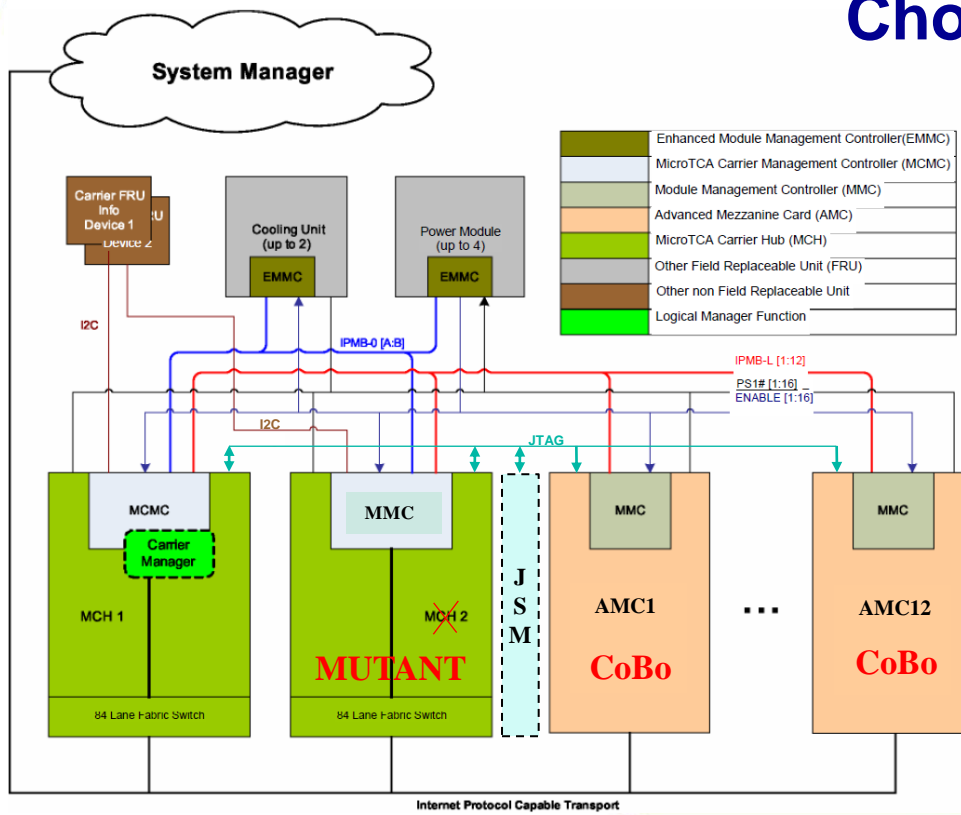 Cho
System Manager
Enhanced Module Management Controller(EMMC)
MicroTCA Carrier Management Controller (MCMC)
Module Management Controller (MMC)
Advanced Mezzanine Card (AMC)
MicroTCA Carrier Hub (MCH)
Other Field Replaceable Unit (FRU)
Other non Field Replaceable Unit
Logical Manager Function
Carrier FRU
Info
Device 1
RU
Device 2
Cooling Unit
(up to 2)
EMMC
Power Module
(up to 4)
EMMC
I2C
IPMB-0 [A:B]
IPMB-L [1:12]
PS1# [1:16]
ENABLE [1:16]
I2C
JTAG
MCMC
Carrier
Manager
MCH 1
84 Lane Fabric Switch
MMC
MCH 2
MUTANT
84 Lane Fabric Switch
J
S
M
MMC
AMC1
CoBo
...
MMC
AMC12
CoBo
Internet Protocol Capable Transport